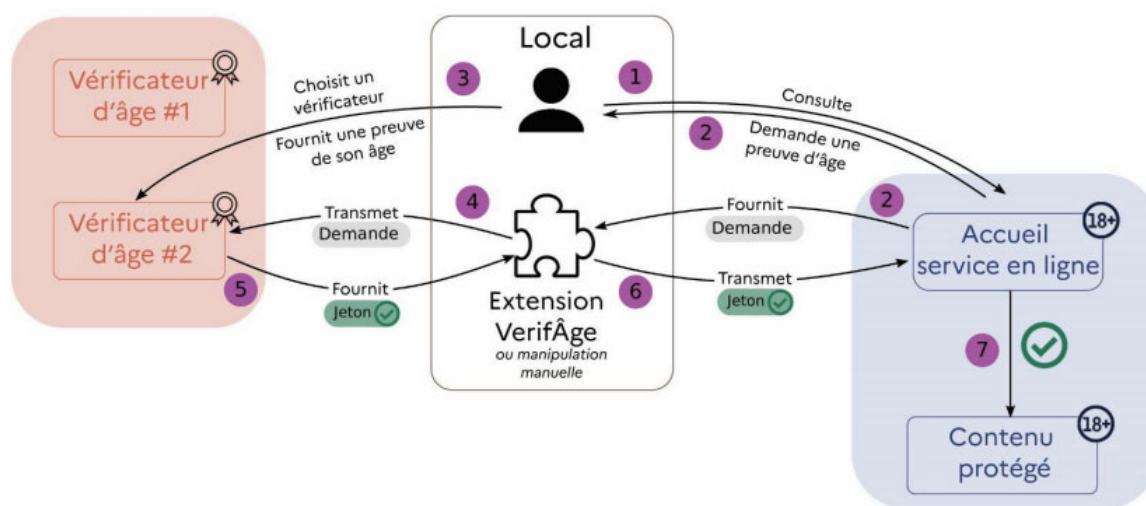 Local
Vérificateur
d'âge #1
3
1
Choisit un
vérificateur
Consulte
Fournit une preuve
de son âge
2
Demande une
preuve d'âge
Vérificateur
d'âge #2
Transmet
Demande
4
Fournit
Demande
2
18+
Accueil
service en ligne
5
Fournit
Jeton
Extension
VerifÂge
ou manipulation
manuelle
6
Transmet
Jeton
7
18+
Contenu
protégé